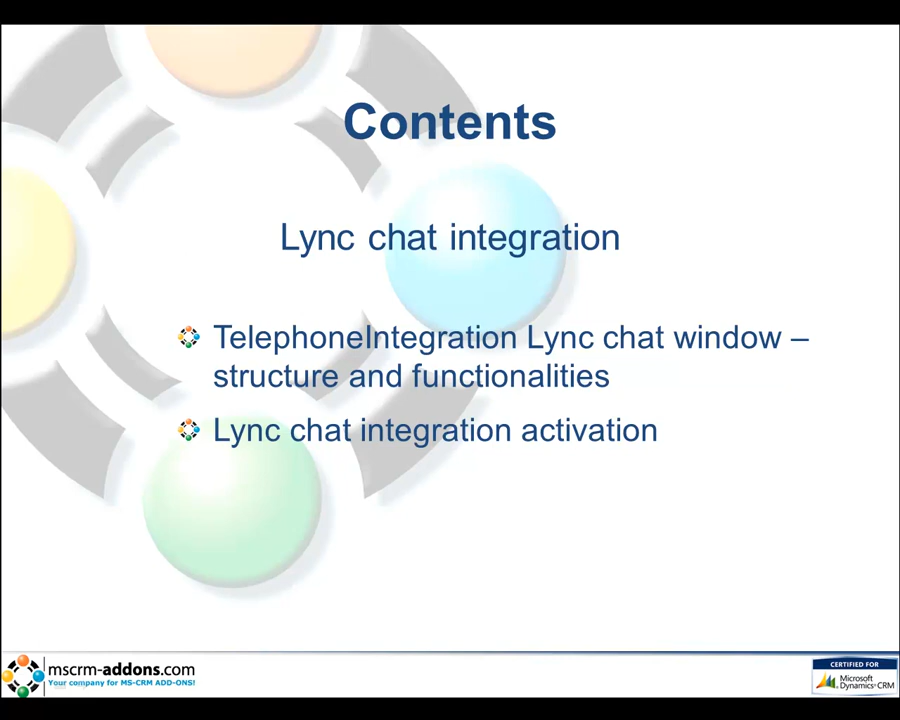 Contents
Lync chat integration
TelephoneIntegration Lync chat window –
structure and functionalities
Lync chat integration activation
mscrm-addons.com
Your company for MS-CRM ADD-ONS!
CERTIFIED FOR
Microsoft
Dynamics CRM